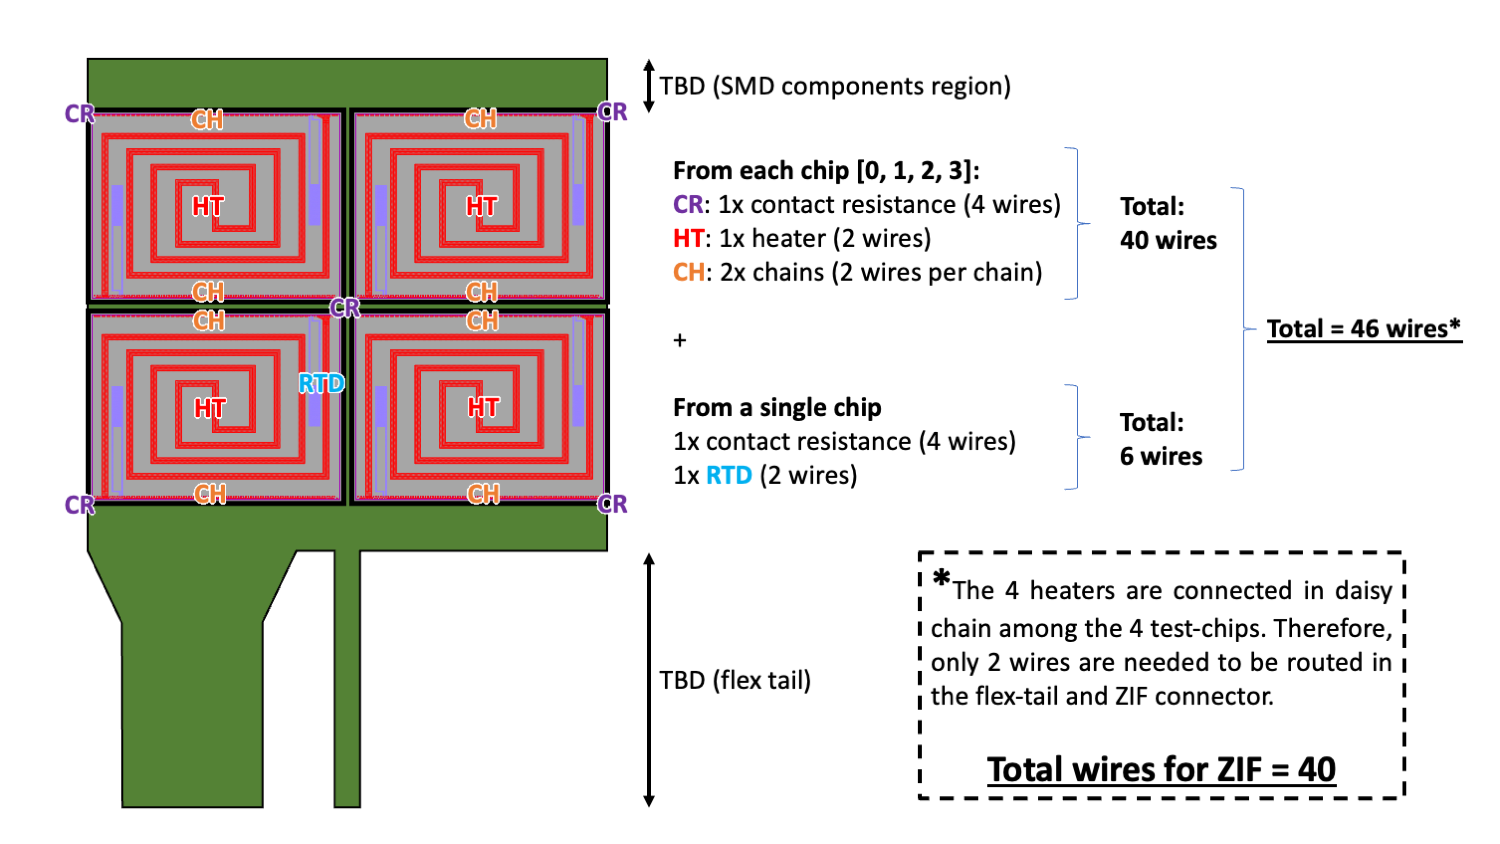 TBD (SMD components region)
CR CH CH CR
HT HT
CH CH
CR
CH CH
RTD
HT HT
CH CH
CR CR
From each chip [0, 1, 2, 3]:
CR: 1x contact resistance (4 wires)
HT: 1x heater (2 wires)
CH: 2x chains (2 wires per chain)
Total:
40 wires
+
From a single chip
1x contact resistance (4 wires)
1x RTD (2 wires)
Total:
6 wires
Total = 46 wires*
TBD (flex tail)
*The 4 heaters are connected in daisy
chain among the 4 test-chips. Therefore,
only 2 wires are needed to be routed in
the flex-tail and ZIF connector.
Total wires for ZIF = 40